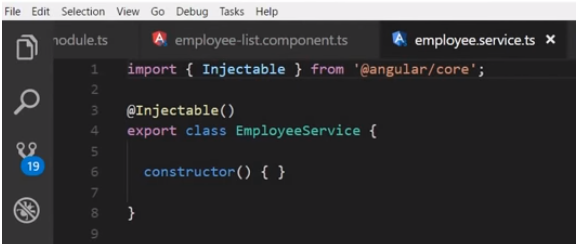 File Edit Selection View Go Debug Tasks Help
nodule.ts employee-list.component.ts employee.service.ts ×
1 import { Injectable } from '@angular/core';
2
3 @Injectable()
4 export class EmployeeService {
5
6 constructor() { }
7
8 }
9
19